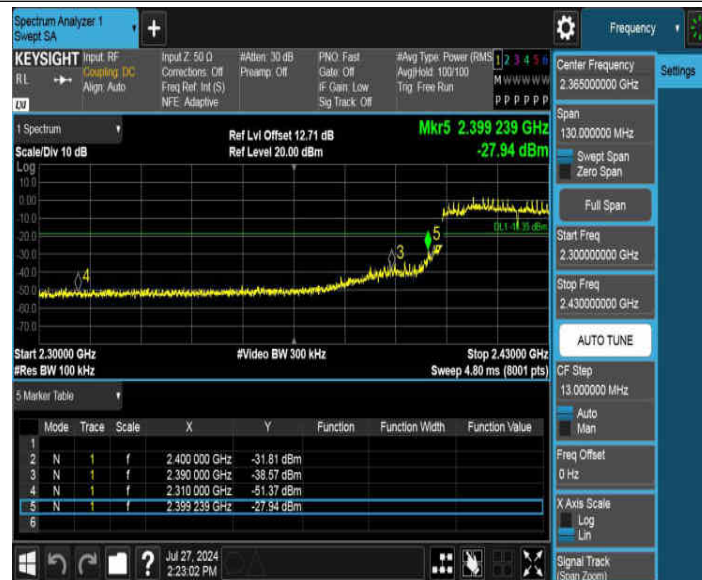 Spectrum Analyzer 1
Swept SA
+
Frequency
KEYSIGHT
RL
LXI
Input: RF
Coupling: DC
Align: Auto
Input Z: 50 Ω
Corrections: Off
Freq Ref: Int (S)
NFE: Adaptive
#Atten: 30 dB
Preamp: Off
PNO: Fast
Gate: Off
IF Gain: Low
Sig Track: Off
#Avg Type: Power (RMS
Avg|Hold: 100/100
Trig: Free Run
1 2 3 4 5 6
M W W W W W
P P P P P P
1 Spectrum
Scale/Div 10 dB
Ref Lvl Offset 12.71 dB
Ref Level 20.00 dBm
Mkr5 2.399 239 GHz
-27.94 dBm
Log
10.0
0.00
-10.0
-20.0
-30.0
-40.0
-50.0
-60.0
-70.0
4
3
5
Start 2.30000 GHz
#Res BW 100 kHz
#Video BW 300 kHz
Stop 2.43000 GHz
Sweep 4.80 ms (8001 pts)
5 Marker Table
Mode Trace Scale X Y Function Function Width Function Value
1
2 N 1 f 2.400 000 GHz -31.81 dBm
3 N 1 f 2.390 000 GHz -38.57 dBm
4 N 1 f 2.310 000 GHz -51.37 dBm
5 N 1 f 2.399 239 GHz -27.94 dBm
6
?
Jul 27, 2024
2:23:02 PM
Center Frequency
2.365000000 GHz
Settings
Span
130.000000 MHz
Swept Span
Zero Span
Full Span
Start Freq
2.300000000 GHz
Stop Freq
2.430000000 GHz
AUTO TUNE
CF Step
13.000000 MHz
Auto
Man
Freq Offset
0 Hz
X Axis Scale
Log
Lin
Signal Track
(Span Zoom)